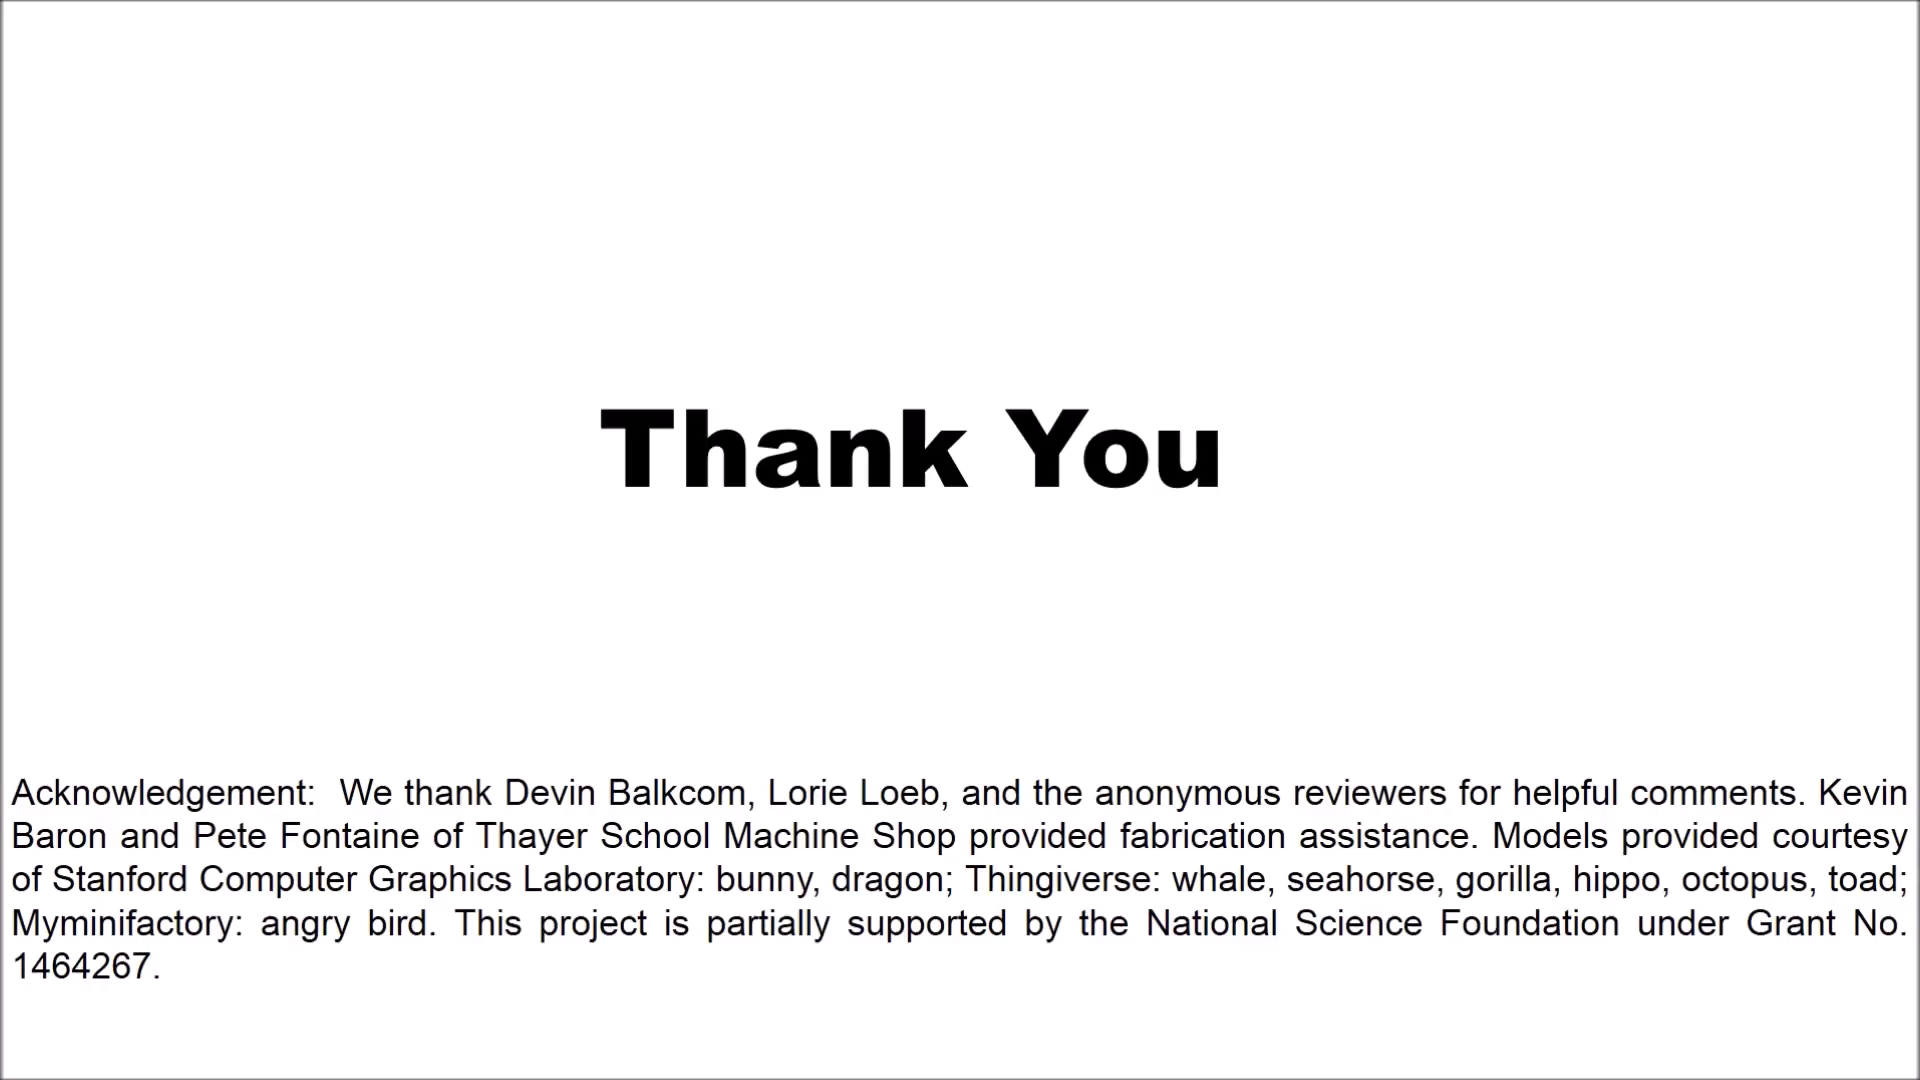 Thank You
Acknowledgement: We thank Devin Balkcom, Lorie Loeb, and the anonymous reviewers for helpful comments. Kevin
Baron and Pete Fontaine of Thayer School Machine Shop provided fabrication assistance. Models provided courtesy
of Stanford Computer Graphics Laboratory: bunny, dragon; Thingiverse: whale, seahorse, gorilla, hippo, octopus, toad;
Myminifactory: angry bird. This project is partially supported by the National Science Foundation under Grant No.
1464267.